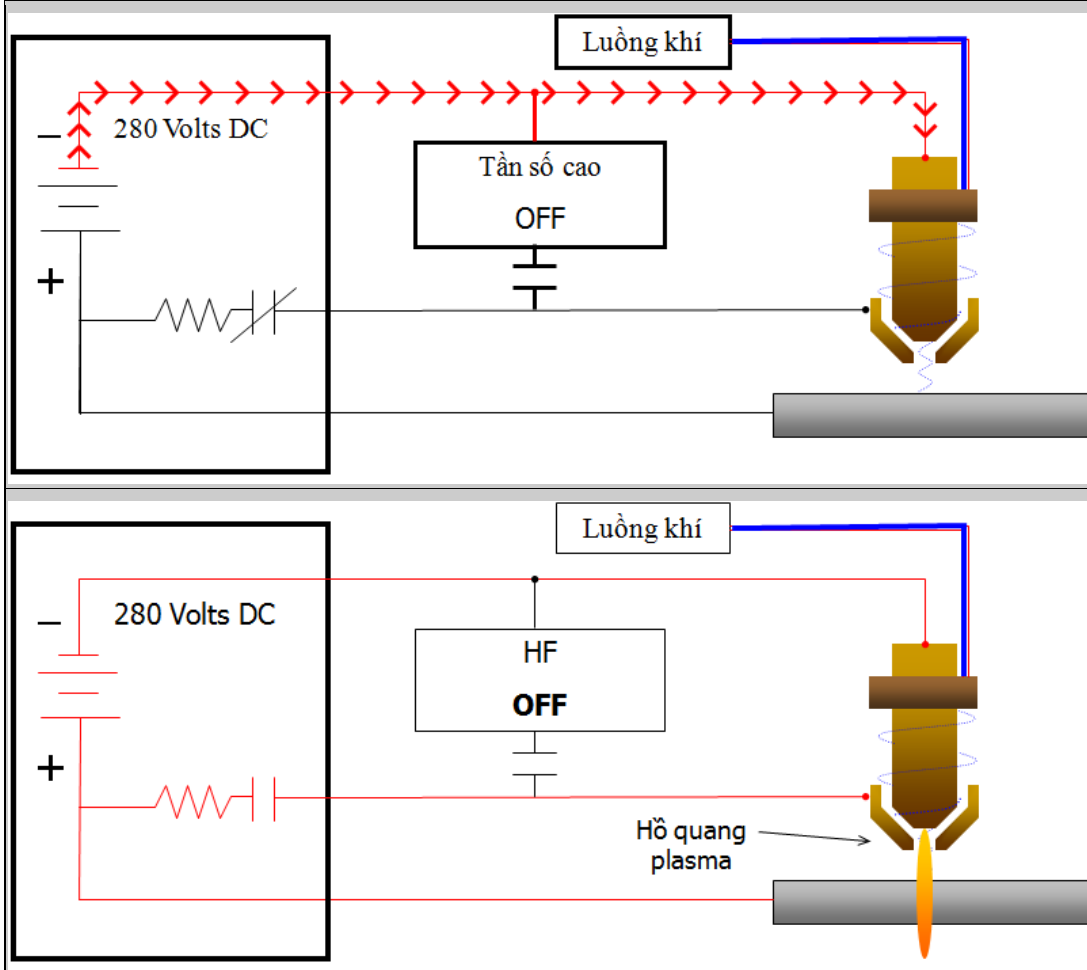 Luồng khí
−
280 Volts DC
Tần số cao
OFF
+
Luồng khí
−
280 Volts DC
HF
OFF
+
Hồ quang
plasma